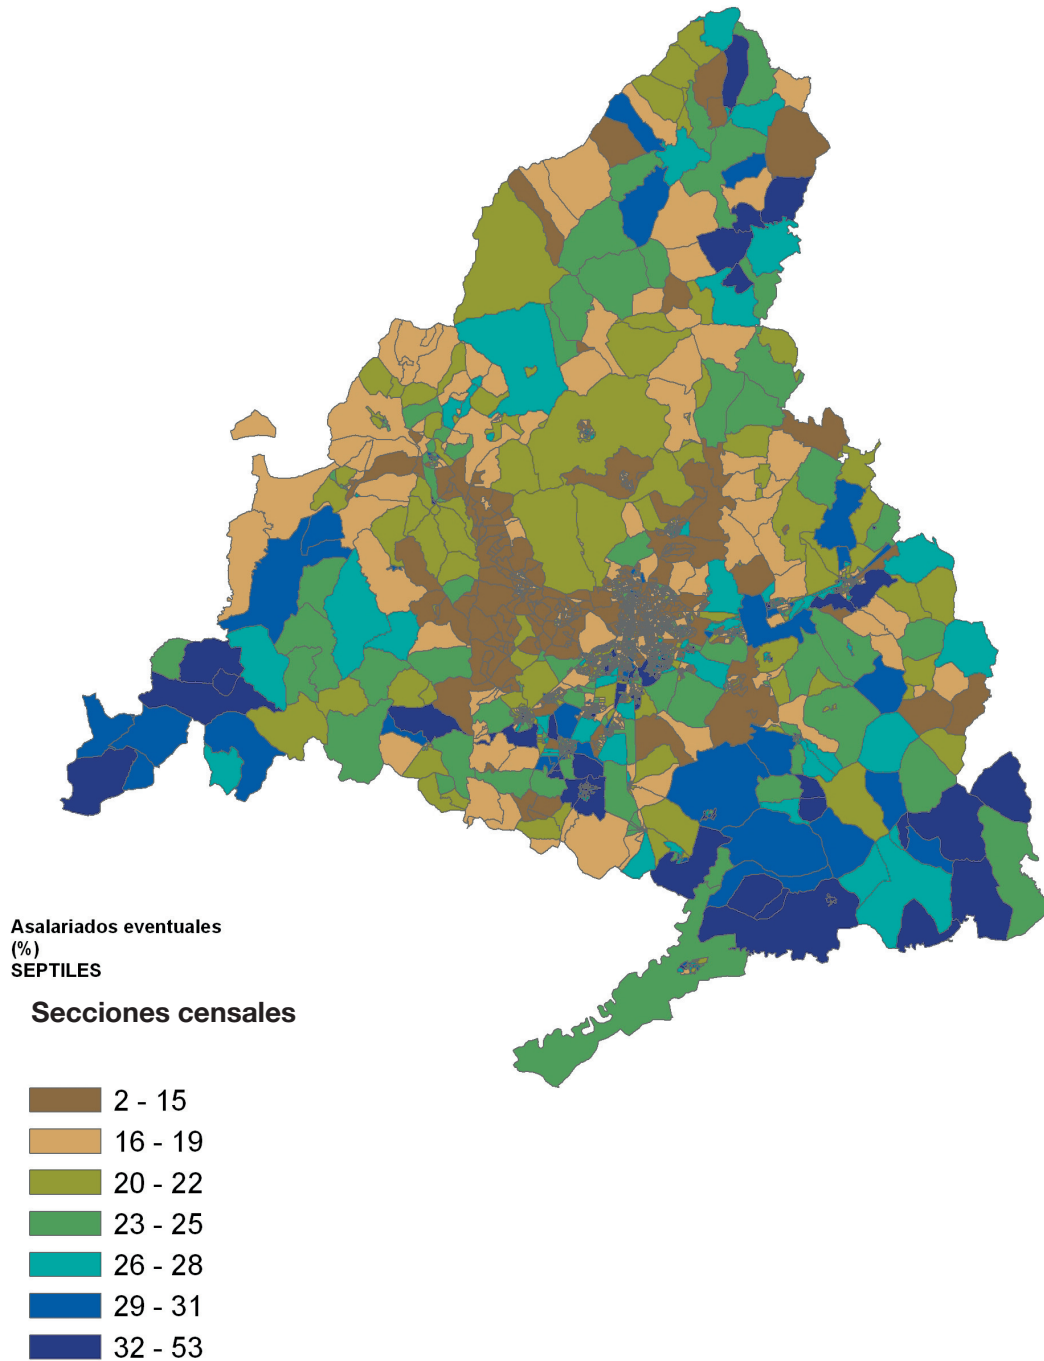 Asalariados eventuales
(%)
SEPTILES
Secciones censales
2 - 15
16 - 19
20 - 22
23 - 25
26 - 28
29 - 31
32 - 53